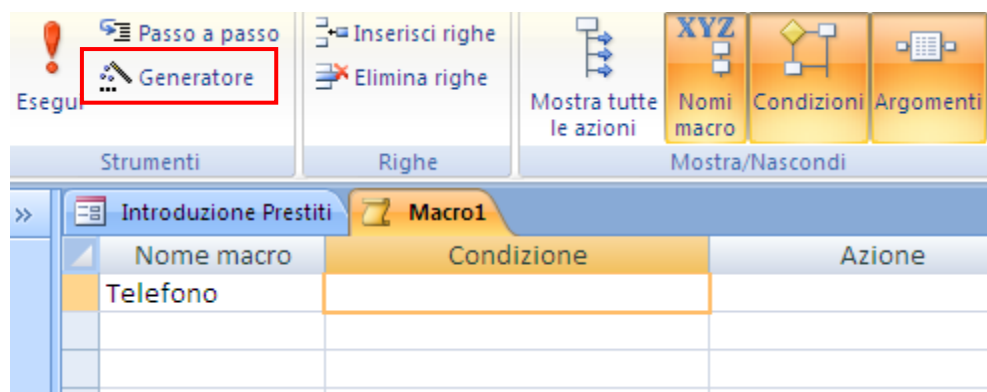 Esegui
Passo a passo
Generatore
Strumenti
Inserisci righe
Elimina righe
Righe
Mostra tutte
le azioni
XYZ
Nomi
macro
Condizioni
Argomenti
Mostra/Nascondi
»
Introduzione Prestiti
Macro1
Nome macro
Condizione
Azione
Telefono